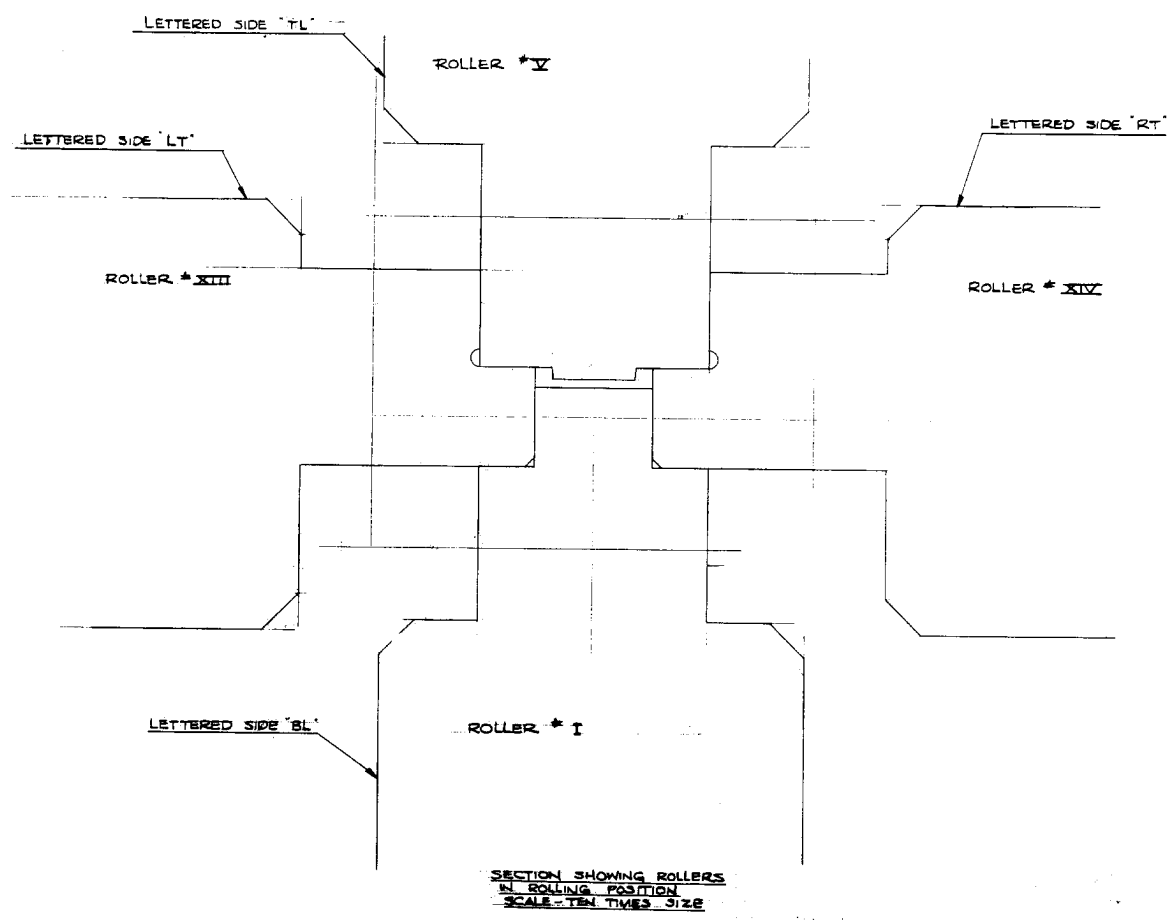 LETTERED SIDE "TL"
ROLLER # V
LETTERED SIDE "LT"
LETTERED SIDE "RT"
ROLLER # XIII
ROLLER # XIV
LETTERED SIDE "BL"
ROLLER # I
SECTION SHOWING ROLLERS
IN ROLLING POSITION
SCALE-TEN TIMES SIZE